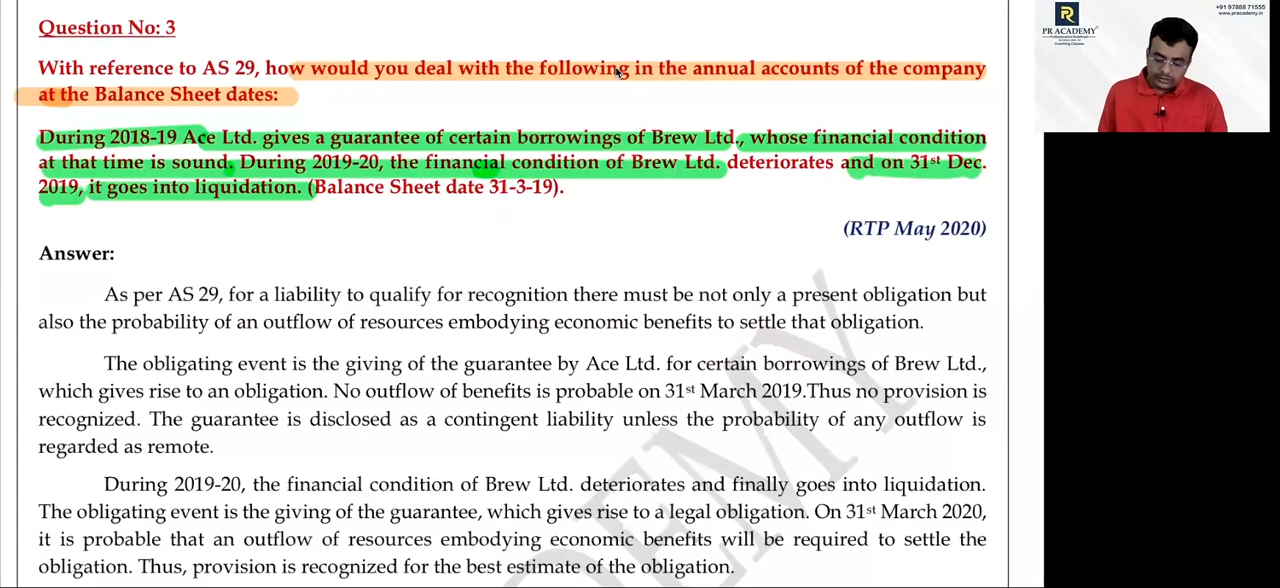 Question No: 3
With reference to AS 29, how would you deal with the following in the annual accounts of the company
at the Balance Sheet dates:
During 2018-19 Ace Ltd. gives a guarantee of certain borrowings of Brew Ltd., whose financial condition
at that time is sound. During 2019-20, the financial condition of Brew Ltd. deteriorates and on 31st Dec.
2019, it goes into liquidation. (Balance Sheet date 31-3-19).
(RTP May 2020)
Answer:
As per AS 29, for a liability to qualify for recognition there must be not only a present obligation but
also the probability of an outflow of resources embodying economic benefits to settle that obligation.
The obligating event is the giving of the guarantee by Ace Ltd. for certain borrowings of Brew Ltd.,
which gives rise to an obligation. No outflow of benefits is probable on 31st March 2019.Thus no provision is
recognized. The guarantee is disclosed as a contingent liability unless the probability of any outflow is
regarded as remote.
During 2019-20, the financial condition of Brew Ltd. deteriorates and finally goes into liquidation.
The obligating event is the giving of the guarantee, which gives rise to a legal obligation. On 31st March 2020,
it is probable that an outflow of resources embodying economic benefits will be required to settle the
obligation. Thus, provision is recognized for the best estimate of the obligation.
DEMY
R
PR ACADEMY
Coaching Classes
+91 97888 71555
www.pracademy.in